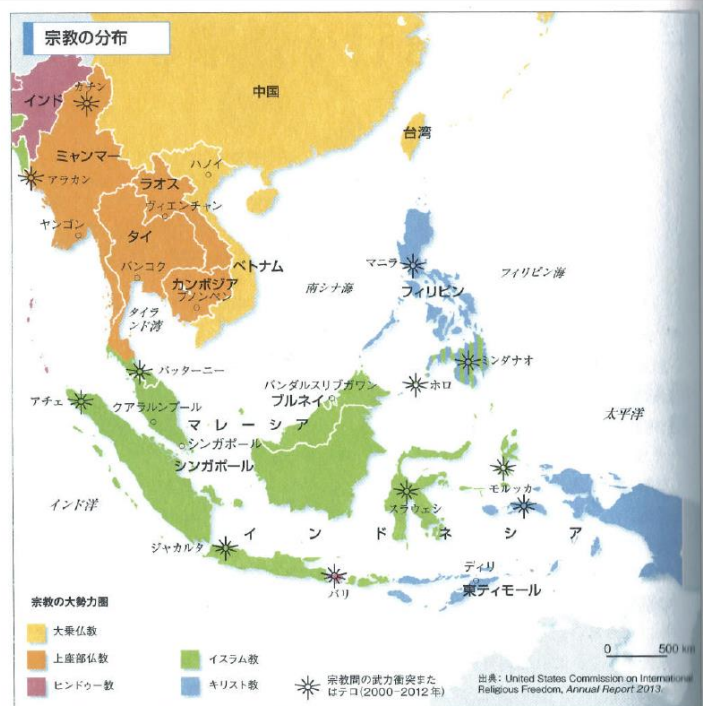 宗教の分布
中国
カチン
インド
台湾
ミャンマー
ハノイ
アラカン
ラオス
ヴィエンチャン
ヤンゴン
タイ
マニラ
バンコク
ベトナム
フィリピン海
カンボジア
南シナ海
フィリピン
プノンペン
タイラ
ンド湾
ミンダナオ
パッターニー
バンダルスリブガワン
ホロ
ブルネイ
アチェ
クアラルンプール
マレーシア
太平洋
シンガポール
シンガポール
モルッカ
インド洋
スラウェシ
インドネシア
ジャカルタ
ディリ
バリ
東ティモール
宗教の大勢力圏
大乗仏教
上座部仏教
ヒンドゥー教
イスラム教
キリスト教
宗教間の武力衝突また
はテロ(2000-2012年)
0 500 km
出典:United States Commission on International
Religious Freedom, Annual Report 2013.